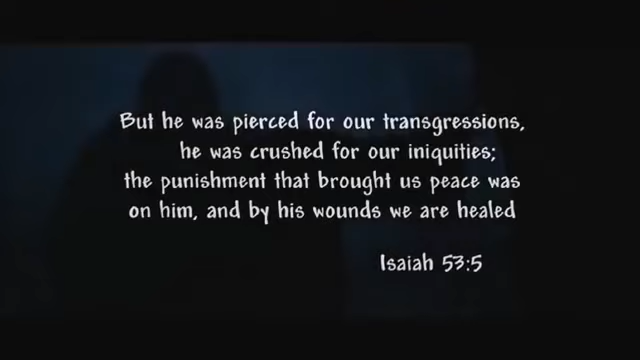 But he was pierced for our transgressions,
he was crushed for our iniquities;
the punishment that brought us peace was
on him, and by his wounds we are healed
Isaiah 53:5